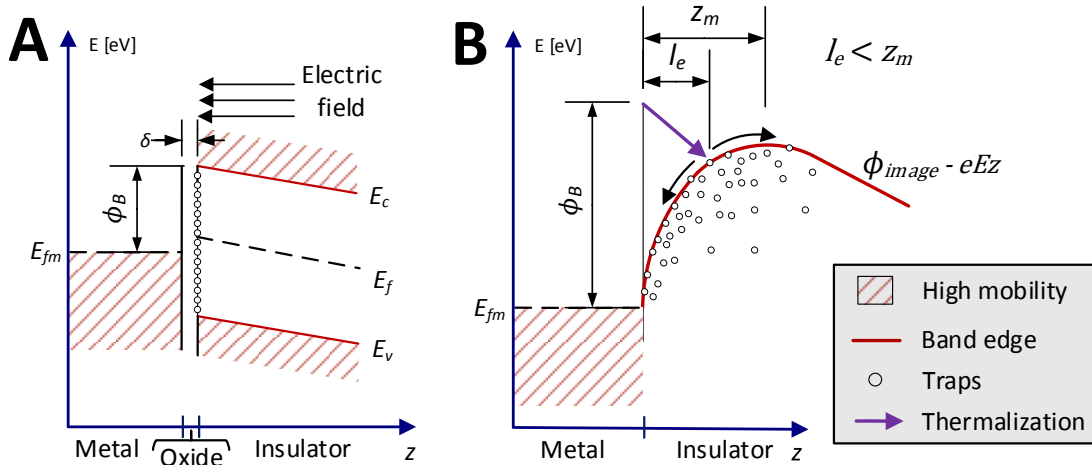 A
E [eV]
Electric
field
δ
ϕB
Ec
Efm
Ef
Ev
Metal
Oxide
Insulator
z
B
E [eV]
zm
le
le < zm
ϕB
ϕimage - eEz
Efm
Metal
Insulator
z
High mobility
Band edge
Traps
Thermalization